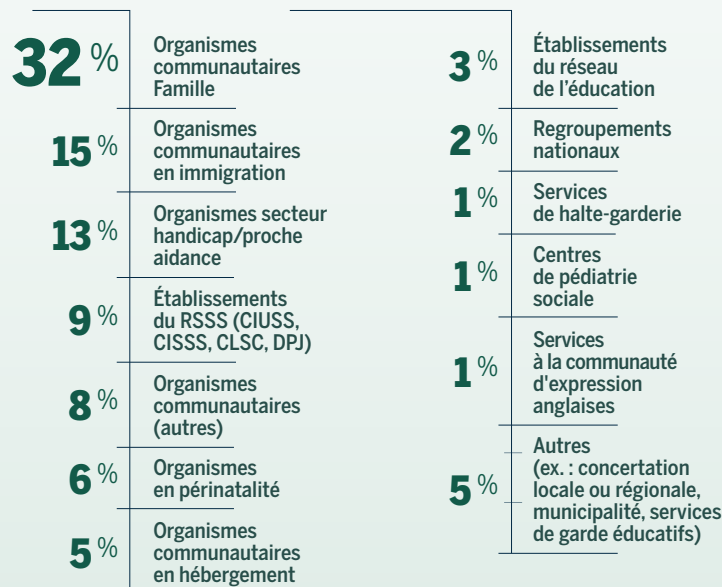 32 %
Organismes
communautaires
Famille
15 %
Organismes
communautaires
en immigration
13 %
Organismes secteur
handicap/proche
aidance
9 %
Établissements
du RSSS (CIUSS,
CISSS, CLSC, DPJ)
8 %
Organismes
communautaires
(autres)
6 %
Organismes
en périnatalité
5 %
Organismes
communautaires
en hébergement
3 %
Établissements
du réseau
de l'éducation
2 %
Regroupements
nationaux
1 %
Services
de halte-garderie
1 %
Centres
de pédiatrie
sociale
1 %
Services
à la communauté
d'expression
anglaises
5 %
Autres
(ex. : concertation
locale ou régionale,
municipalité, services
de garde éducatifs)